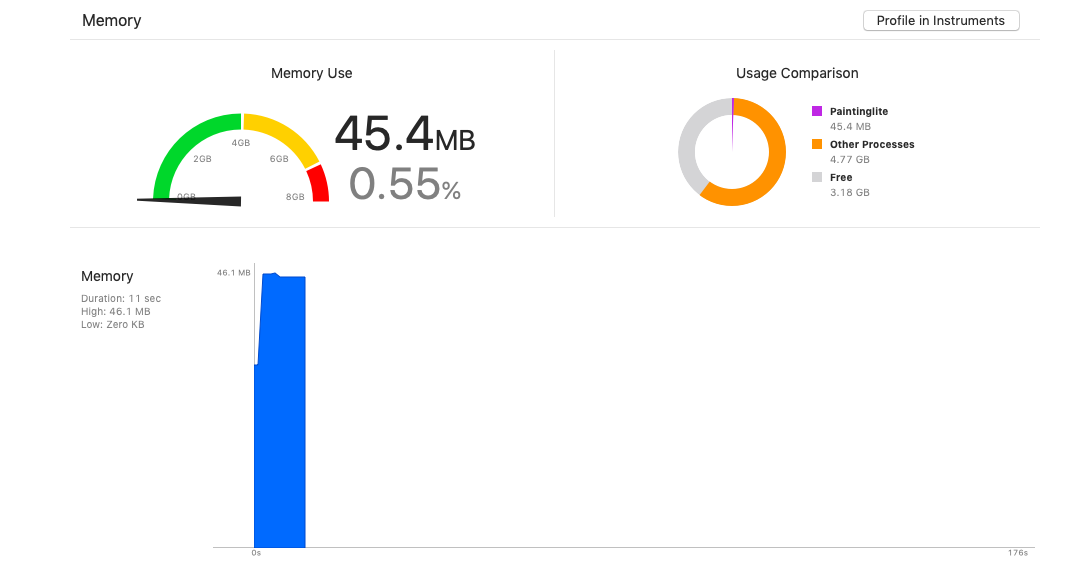 Memory
Profile in Instruments
Memory Use
Usage Comparison
0GB
2GB
4GB
6GB
8GB
45.4MB
0.55%
Paintinglite
45.4 MB
Other Processes
4.77 GB
Free
3.18 GB
Memory
Duration: 11 sec
High: 46.1 MB
Low: Zero KB
46.1 MB
0s
176s